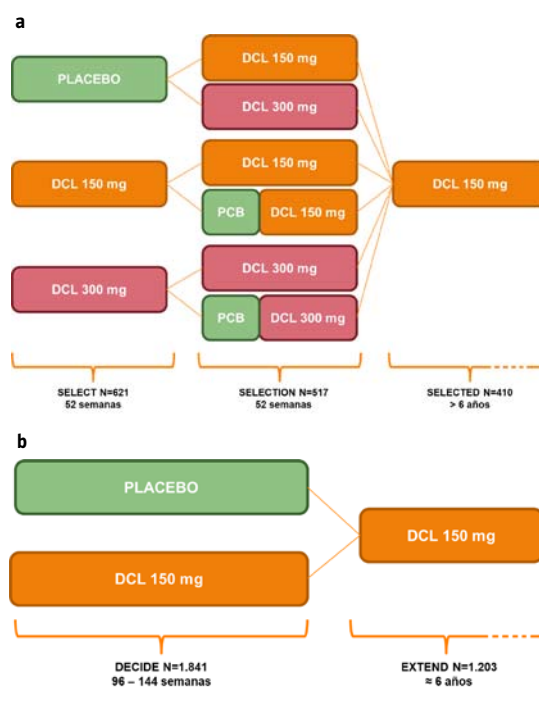 a
PLACEBO
DCL 150 mg
DCL 300 mg
DCL 150 mg
DCL 150 mg
PCB DCL 150 mg
DCL 150 mg
DCL 300 mg
DCL 300 mg
PCB DCL 300 mg
SELECT N=621
52 semanas
SELECTION N=517
52 semanas
SELECTED N=410
> 6 años
b
PLACEBO
DCL 150 mg
DCL 150 mg
DECIDE N=1.841
96 – 144 semanas
EXTEND N=1.203
≈ 6 años